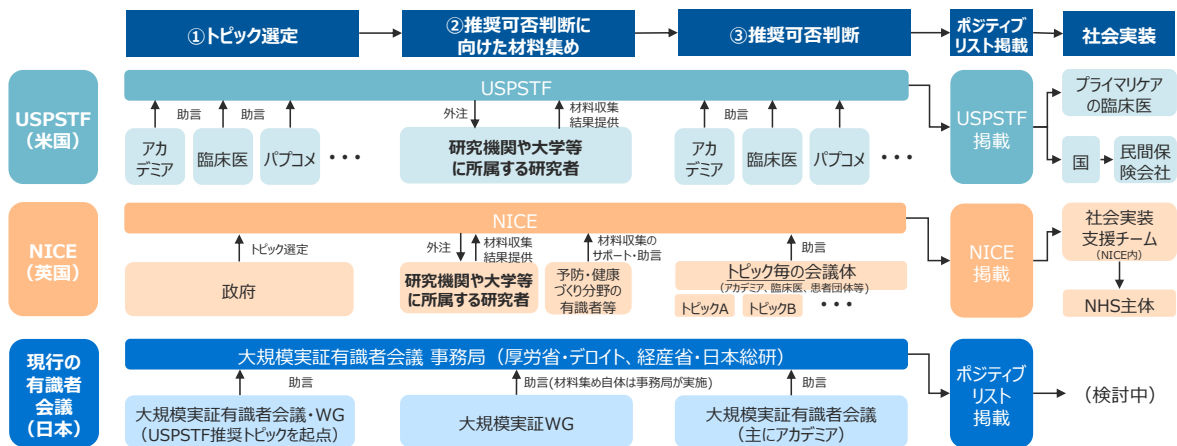 ①トピック選定
②推奨可否判断に
向けた材料集め
③推奨可否判断
ポジティブ
リスト掲載
社会実装
USPSTF
（米国）
USPSTF
助言
助言
外注
材料収集
結果提供
助言
アカ
デミア
臨床医
パブコメ
・・・
研究機関や大学等
に所属する研究者
アカ
デミア
臨床医
パブコメ
・・・
USPSTF
掲載
プライマリケア
の臨床医
国
民間保
険会社
NICE
（英国）
NICE
トピック選定
外注
材料収集
結果提供
材料収集の
サポート・助言
助言
政府
研究機関や大学等
に所属する研究者
予防・健康
づくり分野の
有識者等
トピック毎の会議体
（アカデミア、臨床医、患者団体等）
トピックA
トピックB
・・・
NICE
掲載
社会実装
支援チーム
（NICE内）
NHS主体
現行の
有識者
会議
（日本）
大規模実証有識者会議 事務局（厚労省・デロイト、経産省・日本総研）
助言
助言(材料集め自体は事務局が実施)
助言
大規模実証有識者会議・WG
（USPSTF推奨トピックを起点）
大規模実証WG
大規模実証有識者会議
（主にアカデミア）
ポジティブ
リスト
掲載
（検討中）